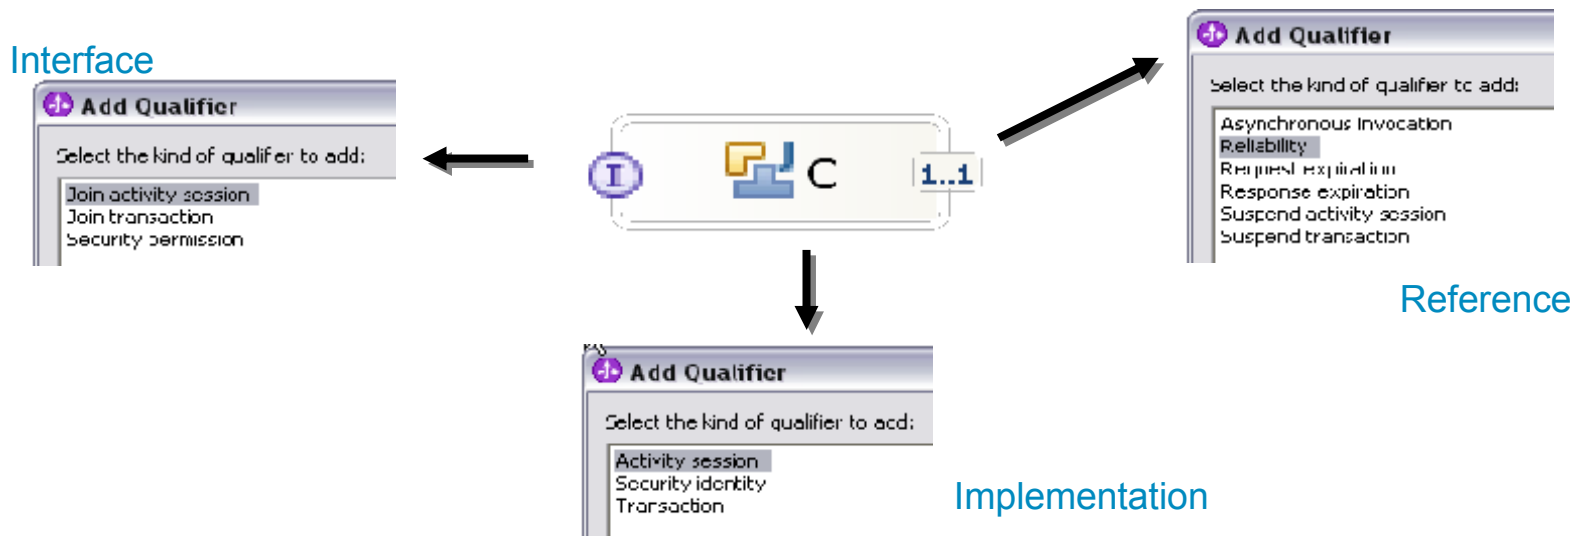 Interface
Add Qualifier
Select the kind of qualifier to add:
Join activity session
Join transaction
Security permission
I
C
1..1
Add Qualifier
Select the kind of qualifier to add:
Asynchronous Invocation
Reliability
Request expiration
Response expiration
Suspend activity session
Suspend transaction
Reference
Add Qualifier
Select the kind of qualifier to add:
Activity session
Security identity
Transaction
Implementation